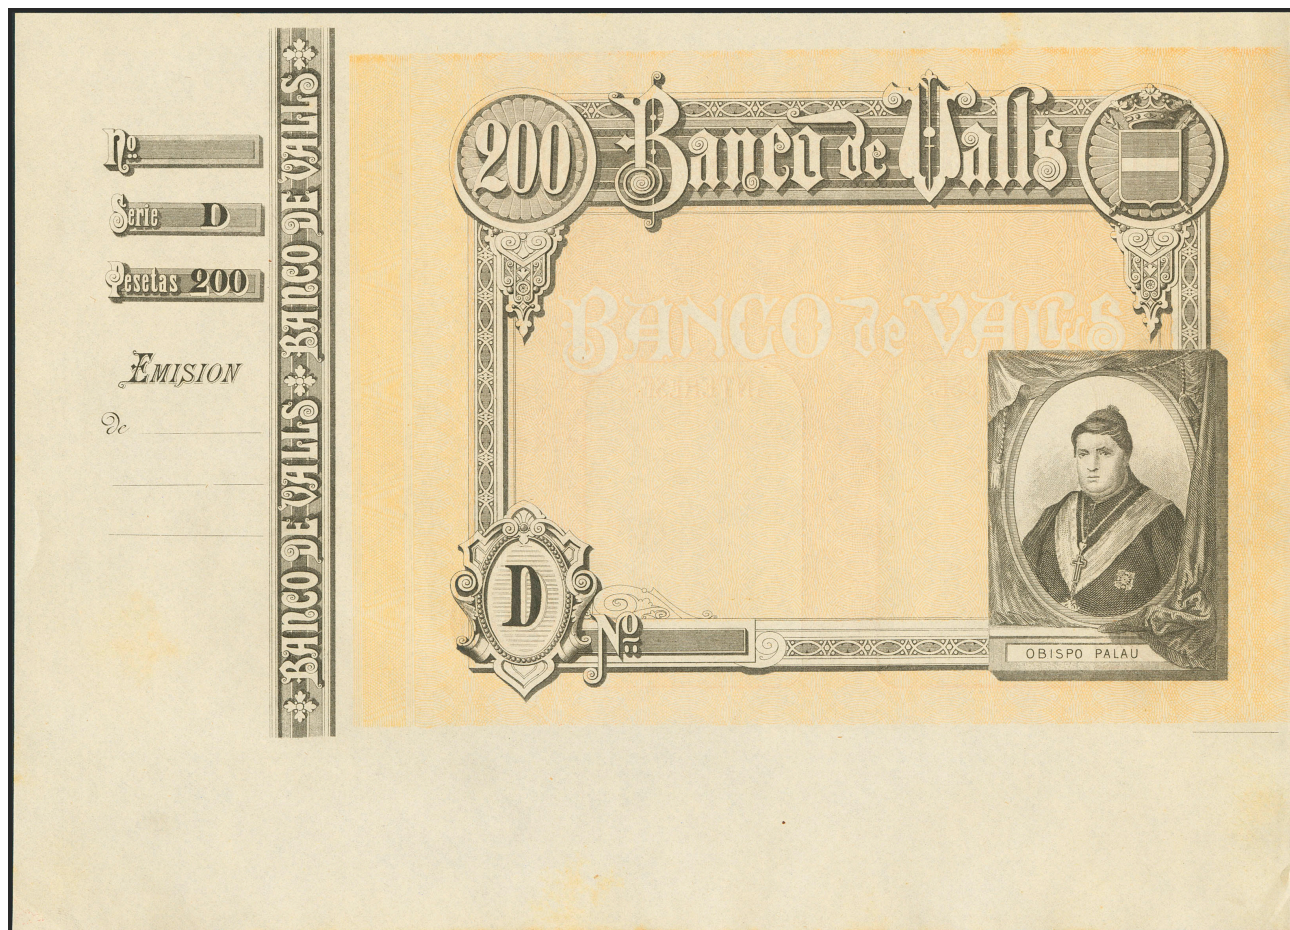 Nº
Serie D
Pesetas 200
EMISION
de
BANCO DE VALLS BANCO DE VALLS
200 Banco de Valls
BANCO de VALLS
D
Nº
OBISPO PALAU